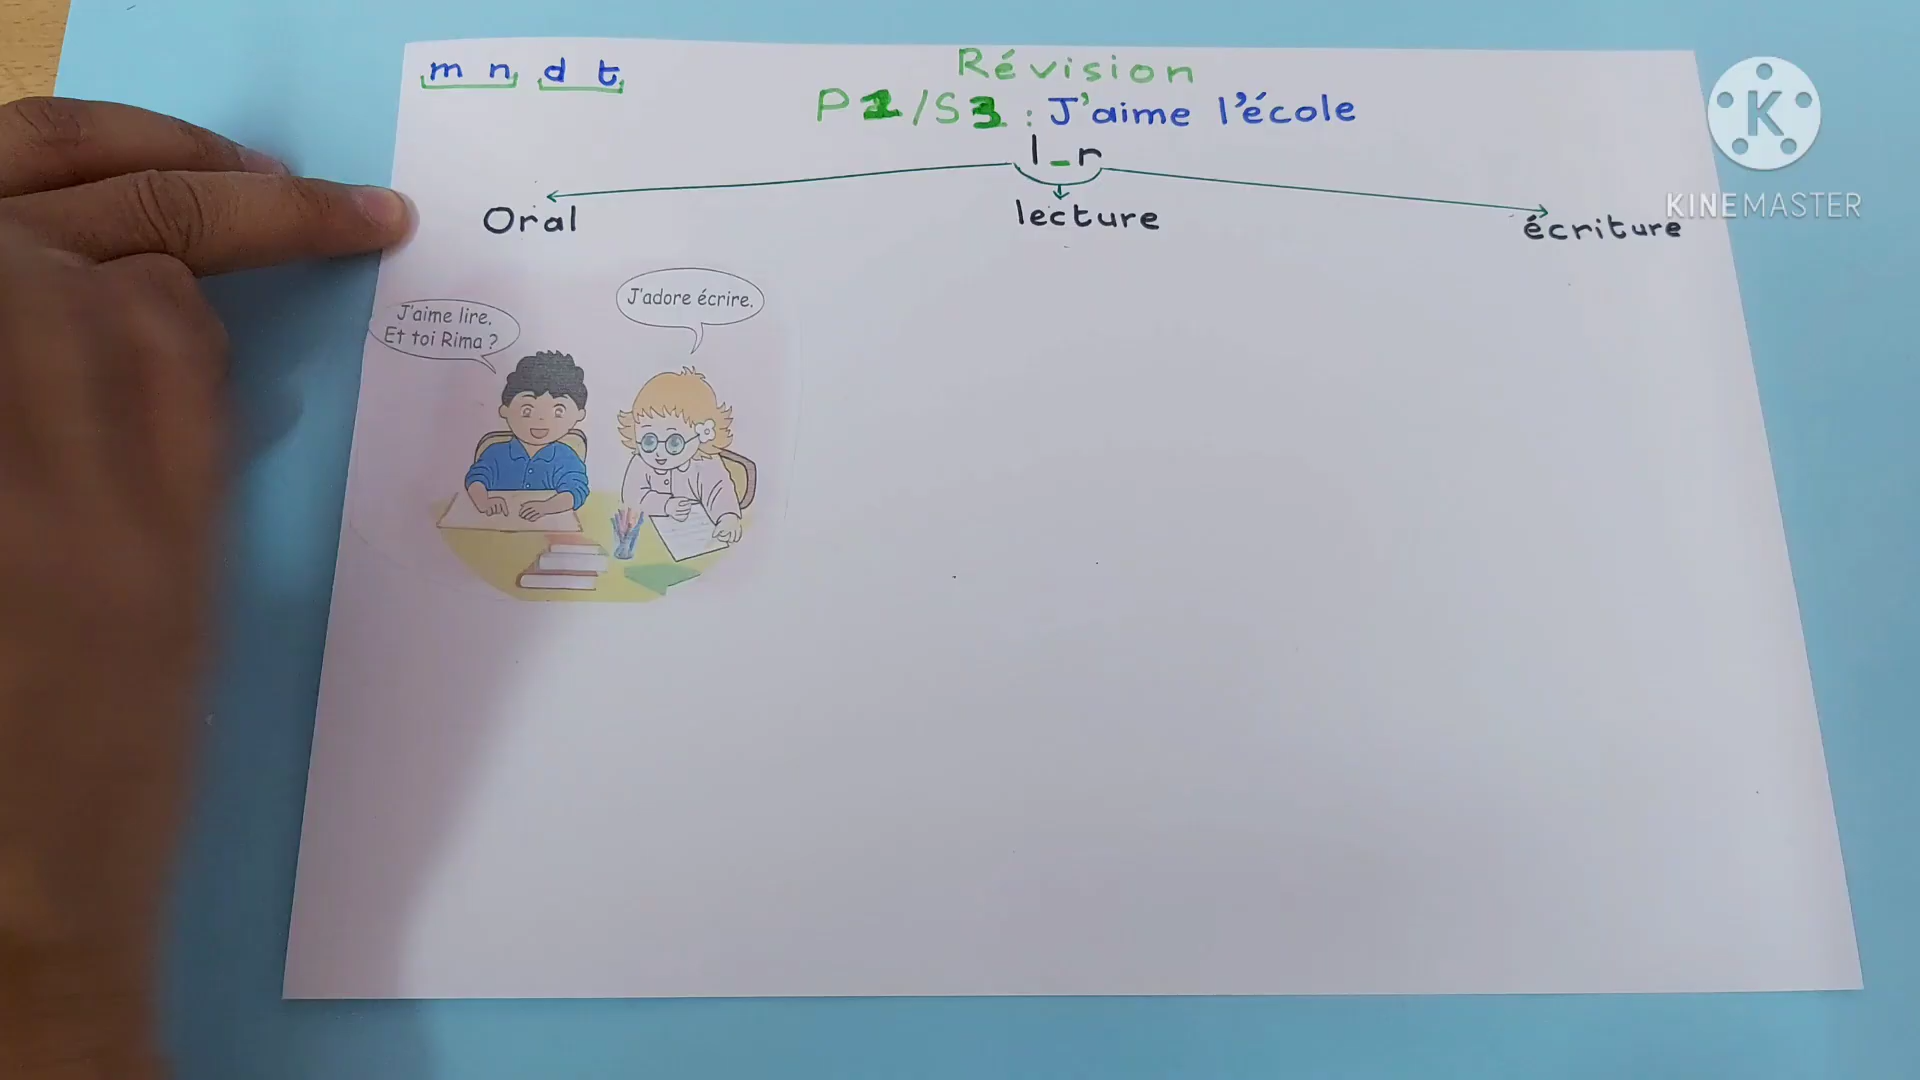 m n d t
Révision
P1/S3 : J'aime l'école
l_r
Oral
lecture
écriture
J'aime lire.
Et toi Rima ?
J'adore écrire.
K
KINEMASTER